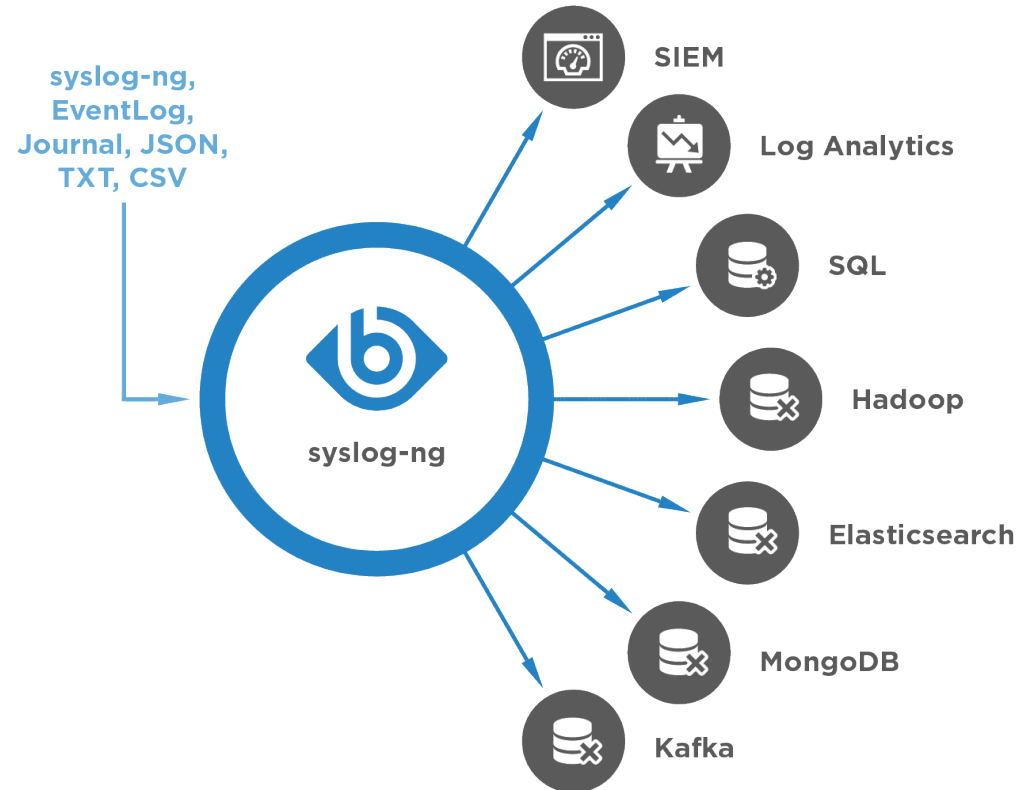 syslog-ng,
EventLog,
Journal, JSON,
TXT, CSV
syslog-ng
SIEM
Log Analytics
SQL
Hadoop
Elasticsearch
MongoDB
Kafka